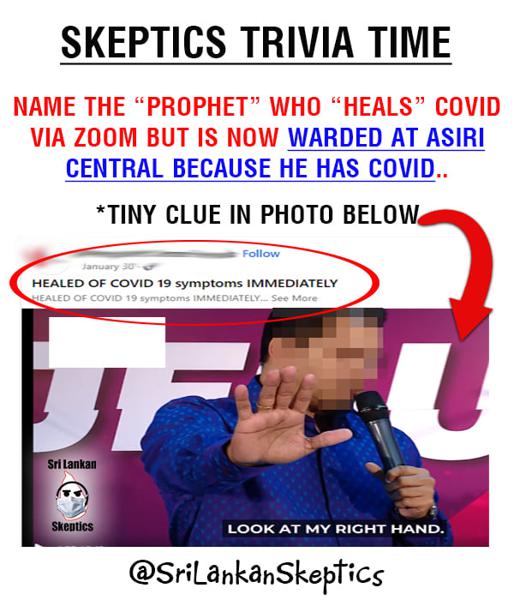 SKEPTICS TRIVIA TIME
NAME THE “PROPHET” WHO “HEALS” COVID
VIA ZOOM BUT IS NOW WARDED AT ASIRI
CENTRAL BECAUSE HE HAS COVID..
*TINY CLUE IN PHOTO BELOW
Follow
January 30
HEALED OF COVID 19 symptoms IMMEDIATELY
HEALED OF COVID 19 symptoms IMMEDIATELY... See More
Sri Lankan
Skeptics
LOOK AT MY RIGHT HAND.
@SriLankanSkeptics